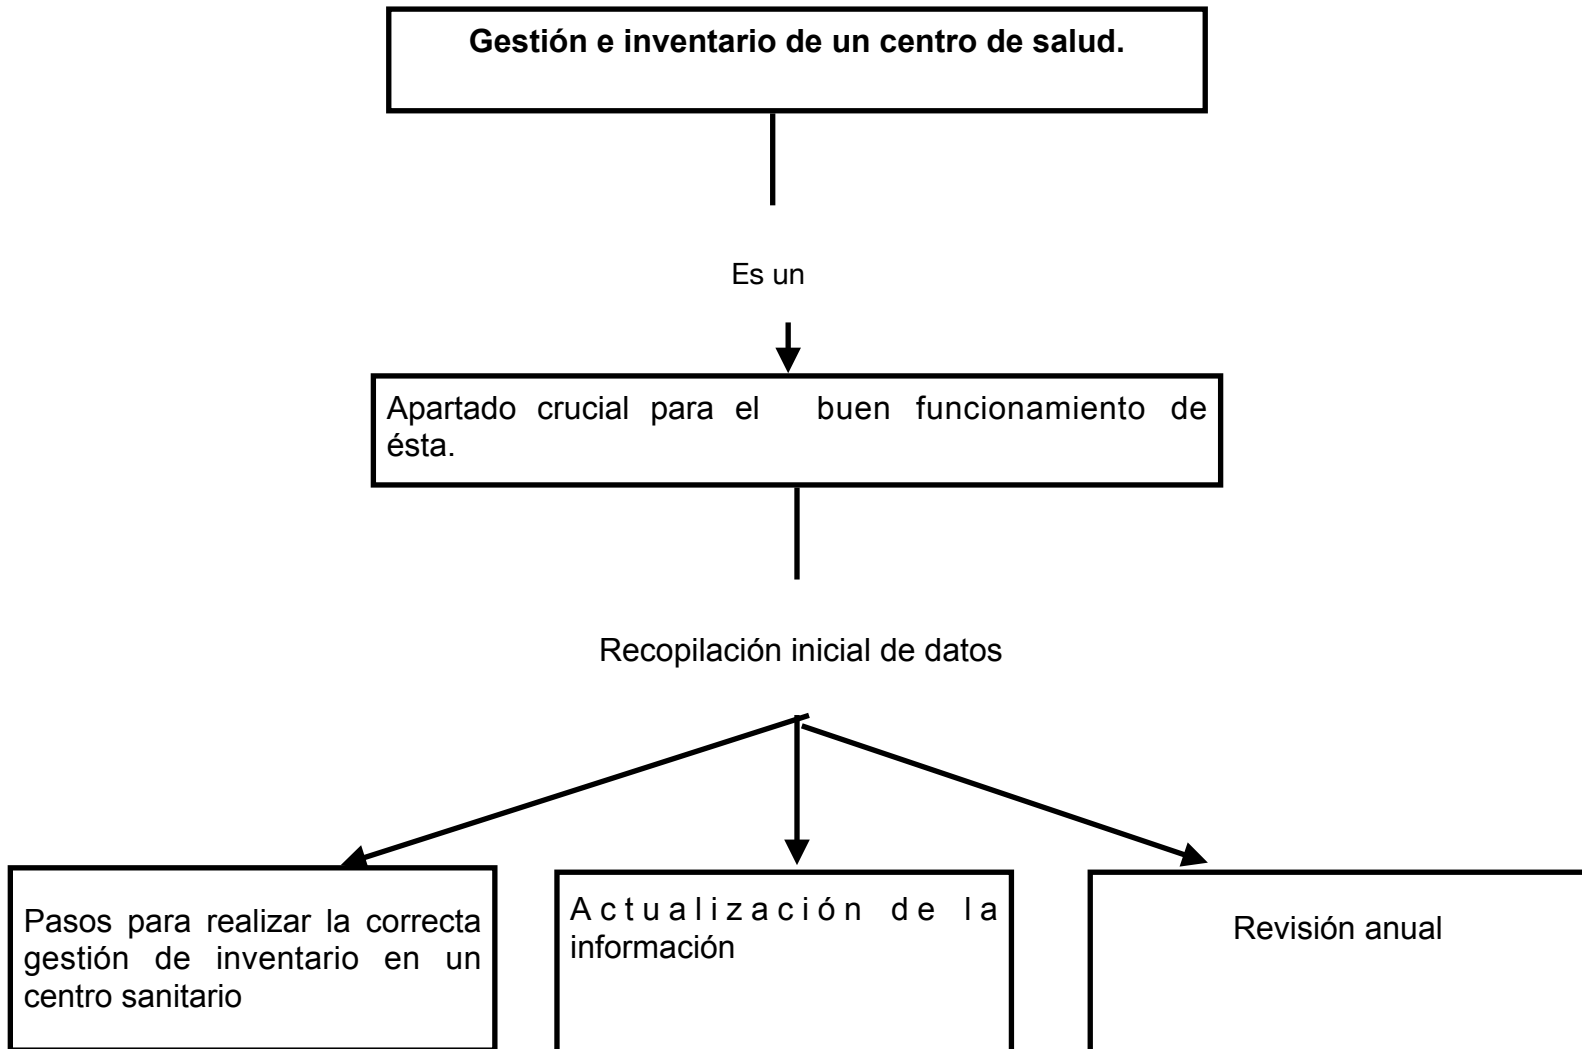 Gestión e inventario de un centro de salud.
Es un
Apartado crucial para el buen funcionamiento de
ésta.
Recopilación inicial de datos
Pasos para realizar la correcta
gestión de inventario en un
centro sanitario
Actualización de la
información
Revisión anual